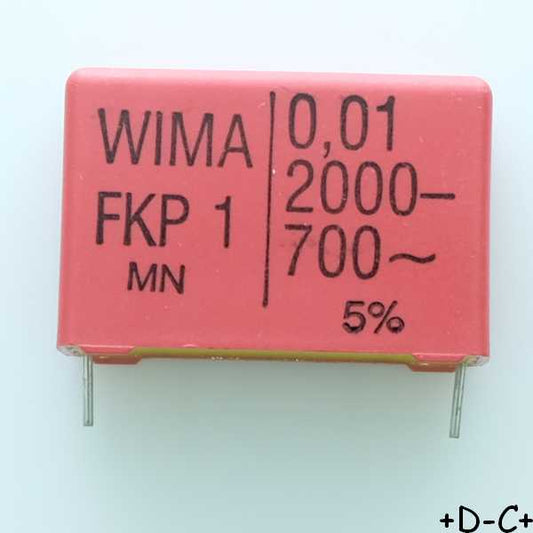 WIMA
FKP 1
MN
0,01
2000–
700~
5%
+D-C+